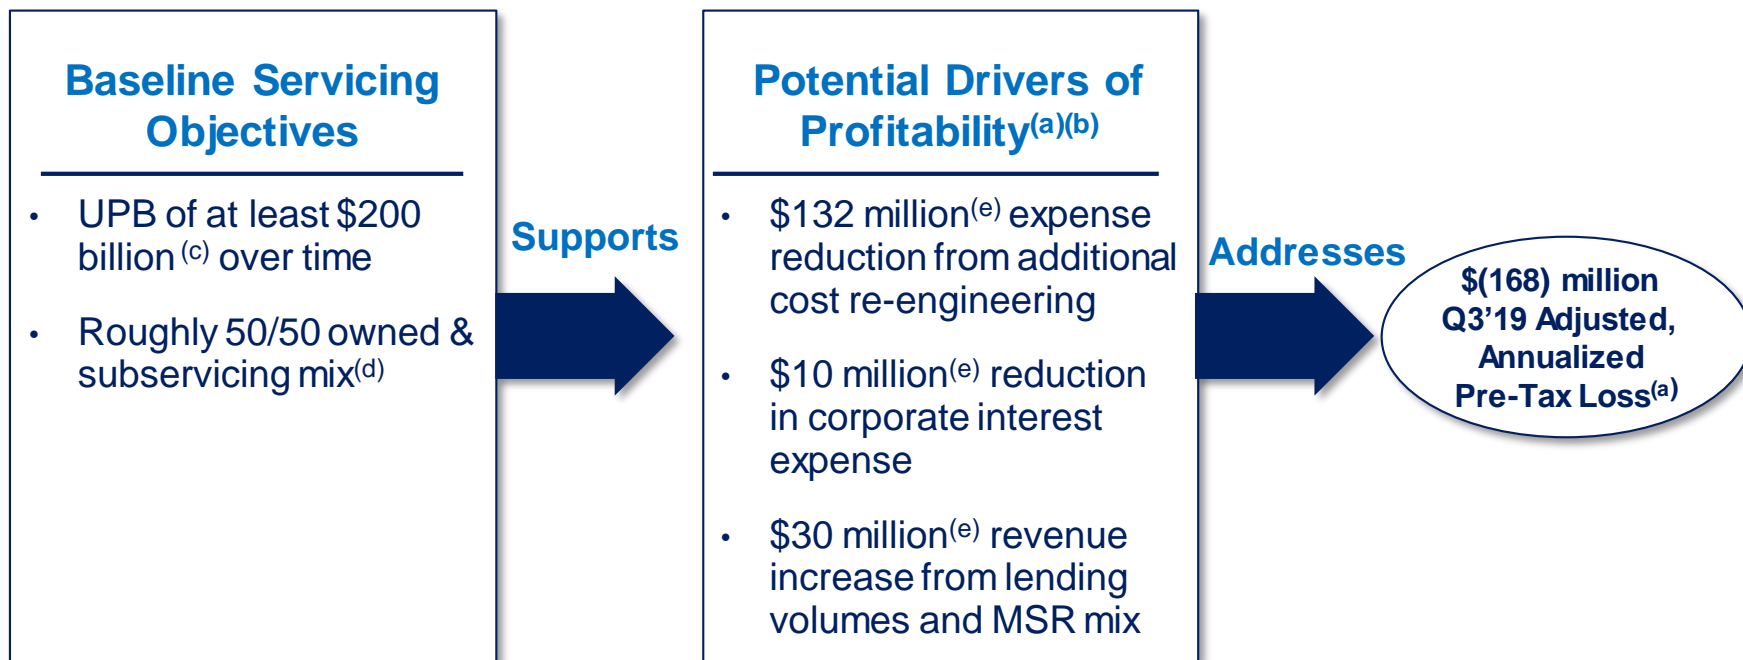 Baseline Servicing
Objectives
• UPB of at least $200
billion (c) over time
• Roughly 50/50 owned &
subservicing mix(d)
Supports
Potential Drivers of
Profitability(a)(b)
• $132 million(e) expense
reduction from additional
cost re-engineering
• $10 million(e) reduction
in corporate interest
expense
• $30 million(e) revenue
increase from lending
volumes and MSR mix
Addresses
$(168) million
Q3’19 Adjusted,
Annualized
Pre-Tax Loss(a)